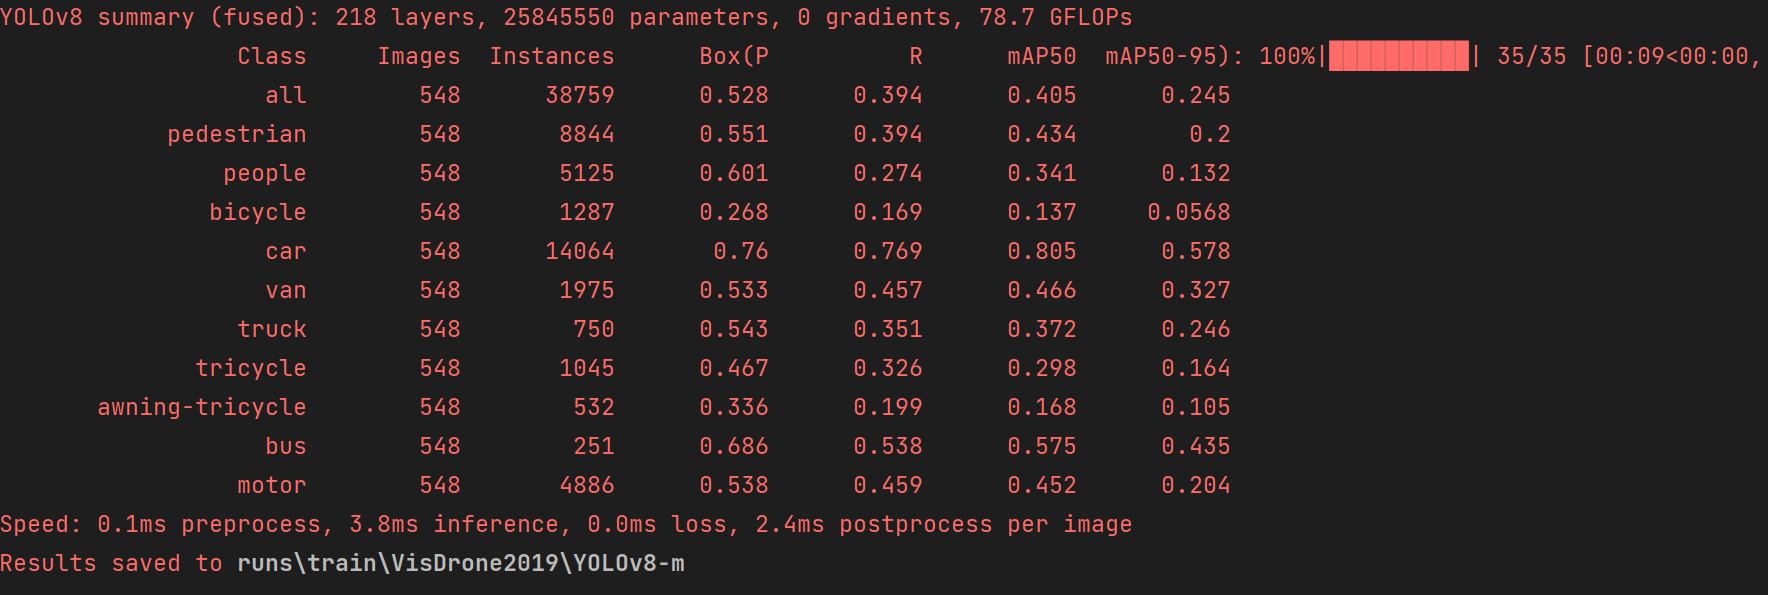 YOLOv8 summary (fused): 218 layers, 25845550 parameters, 0 gradients, 78.7 GFLOPs
Class Images Instances Box(P R mAP50 mAP50-95): 100%|██████████| 35/35 [00:09<00:00,
all 548 38759 0.528 0.394 0.405 0.245
pedestrian 548 8844 0.551 0.394 0.434 0.2
people 548 5125 0.601 0.274 0.341 0.132
bicycle 548 1287 0.268 0.169 0.137 0.0568
car 548 14064 0.76 0.769 0.805 0.578
van 548 1975 0.533 0.457 0.466 0.327
truck 548 750 0.543 0.351 0.372 0.246
tricycle 548 1045 0.467 0.326 0.298 0.164
awning-tricycle 548 532 0.336 0.199 0.168 0.105
bus 548 251 0.686 0.538 0.575 0.435
motor 548 4886 0.538 0.459 0.452 0.204
Speed: 0.1ms preprocess, 3.8ms inference, 0.0ms loss, 2.4ms postprocess per image
Results saved to runs\train\VisDrone2019\YOLOv8-m